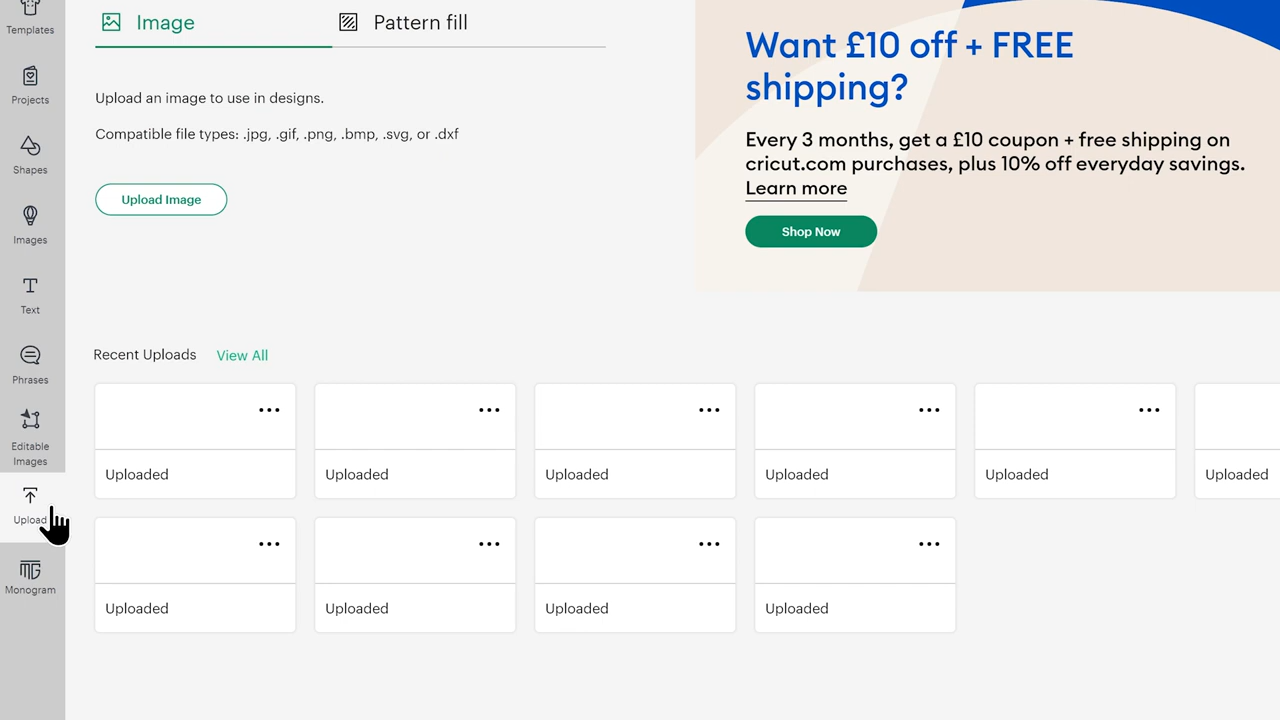 Templates
Projects
Shapes
Images
Text
Phrases
Editable
Images
Upload
Monogram
Image
Pattern fill
Upload an image to use in designs.
Compatible file types: .jpg, .gif, .png, .bmp, .svg, or .dxf
Upload Image
Want £10 off + FREE
shipping?
Every 3 months, get a £10 coupon + free shipping on
cricut.com purchases, plus 10% off everyday savings.
Learn more
Shop Now
Recent Uploads View All
Uploaded Uploaded Uploaded Uploaded Uploaded Uploaded
Uploaded Uploaded Uploaded Uploaded